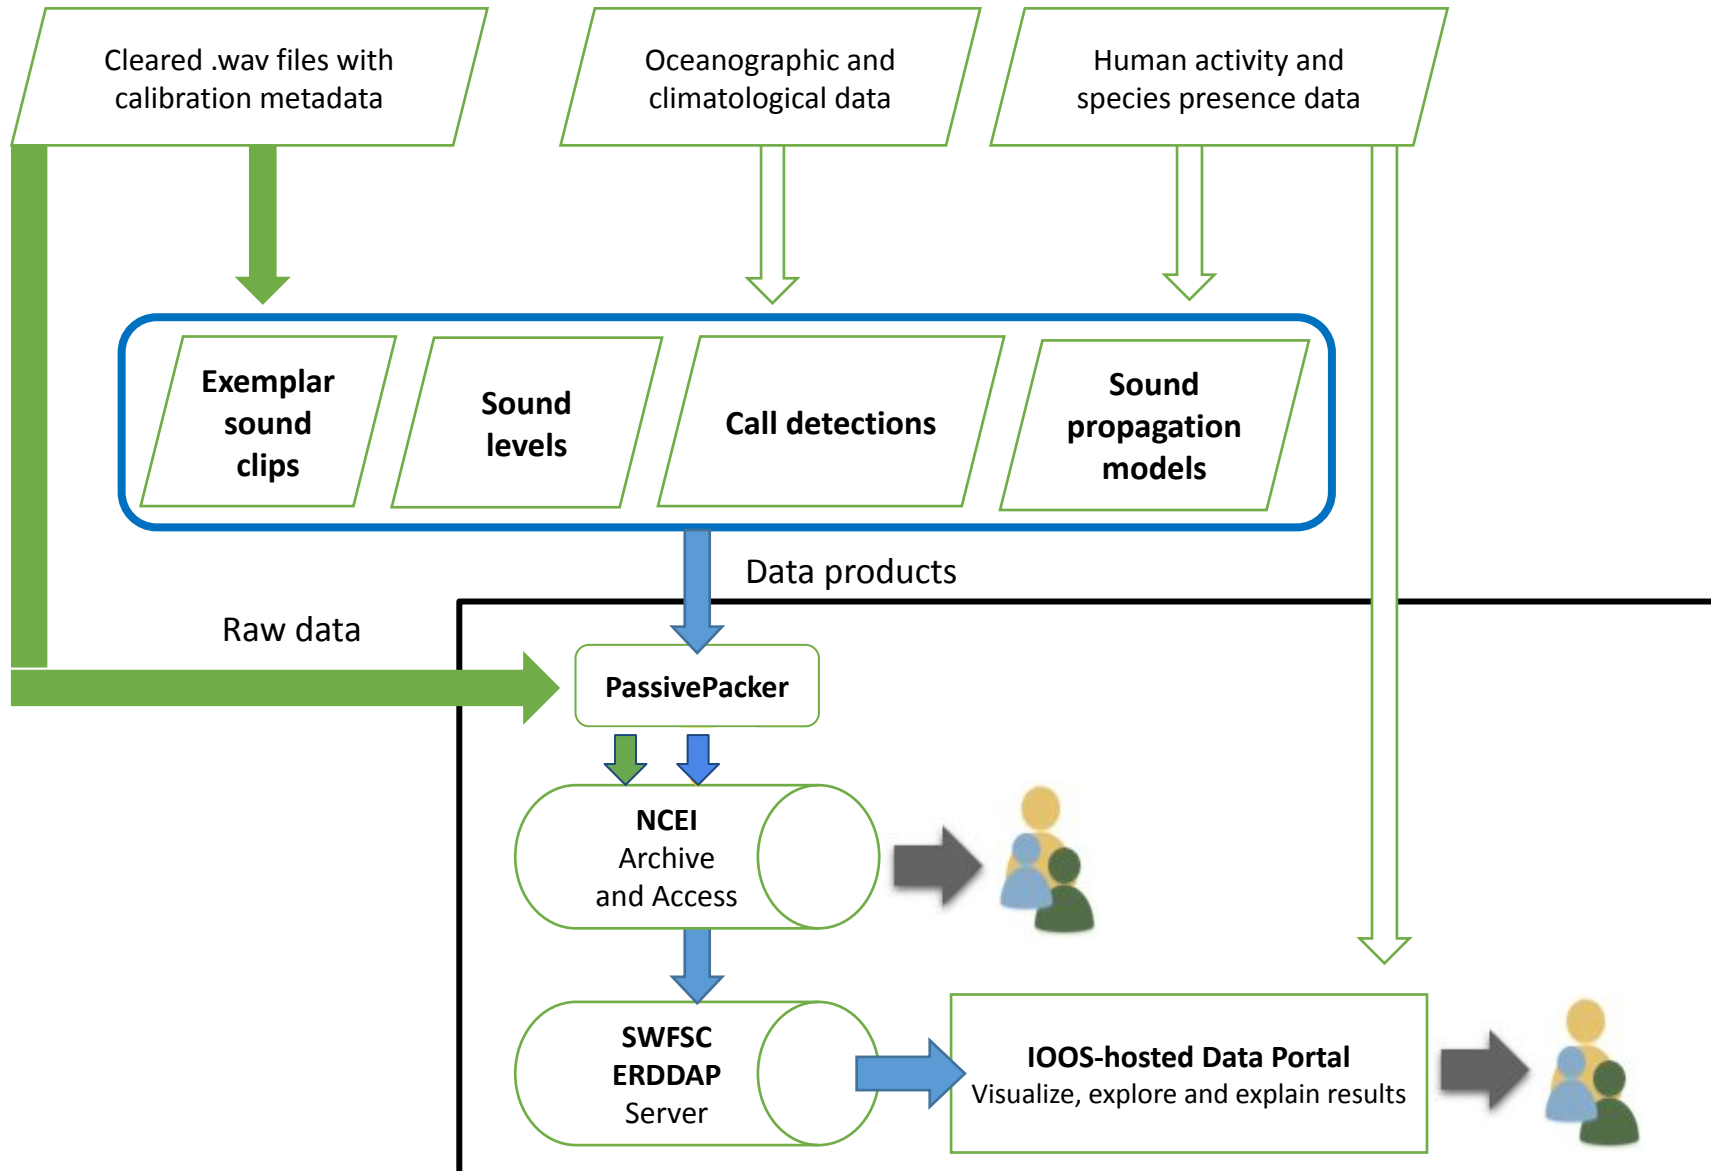 Cleared .wav files with
calibration metadata
Oceanographic and
climatological data
Human activity and
species presence data
Exemplar
sound
clips
Sound
levels
Call detections
Sound
propagation
models
Data products
Raw data
PassivePacker
NCEI
Archive
and Access
SWFSC
ERDDAP
Server
IOOS-hosted Data Portal
Visualize, explore and explain results